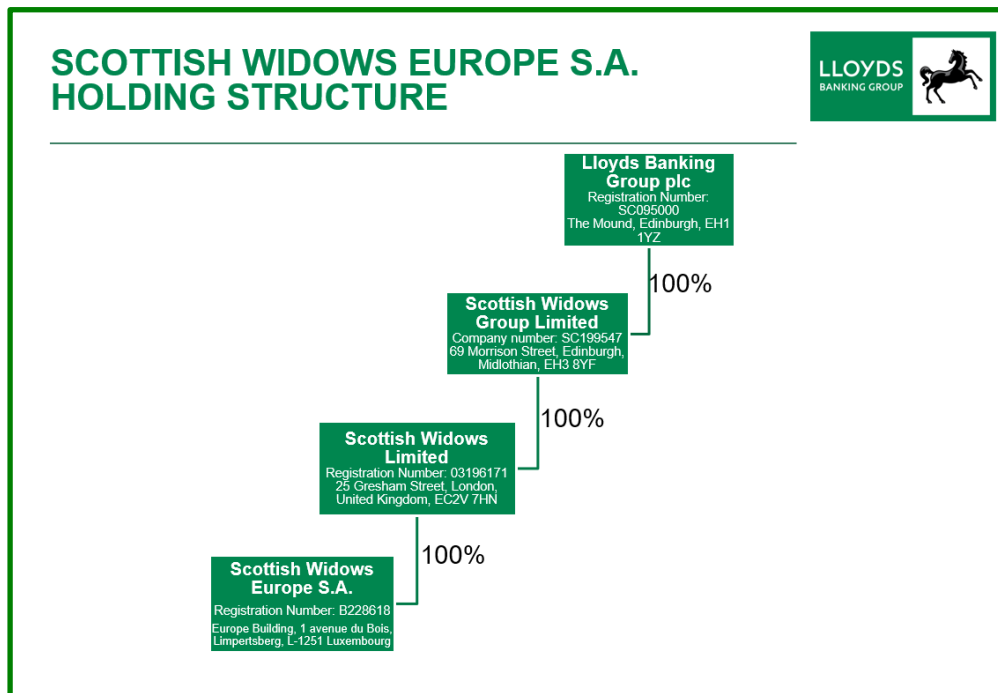 SCOTTISH WIDOWS EUROPE S.A.
HOLDING STRUCTURE
LLOYDS
BANKING GROUP
Lloyds Banking
Group plc
Registration Number:
SC095000
The Mound, Edinburgh, EH1
1YZ
100%
Scottish Widows
Group Limited
Company number: SC199547
69 Morrison Street, Edinburgh,
Midlothian, EH3 8YF
100%
Scottish Widows
Limited
Registration Number: 03196171
25 Gresham Street, London,
United Kingdom, EC2V 7HN
100%
Scottish Widows
Europe S.A.
Registration Number: B228618
Europe Building, 1 avenue du Bois,
Limpertsberg, L-1251 Luxembourg